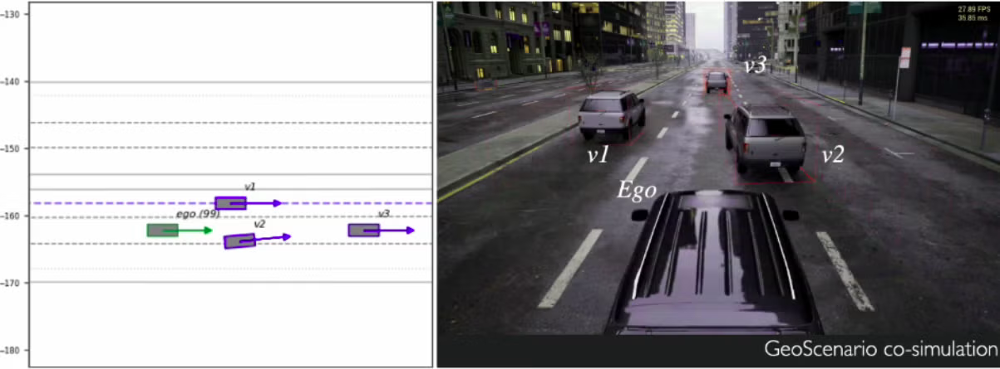 -130
-140
-150
-160
-170
-180
v1
ego (99)
v2
v3
27.89 FPS
35.85 ms
v3
v1
v2
Ego
GeoScenario co-simulation